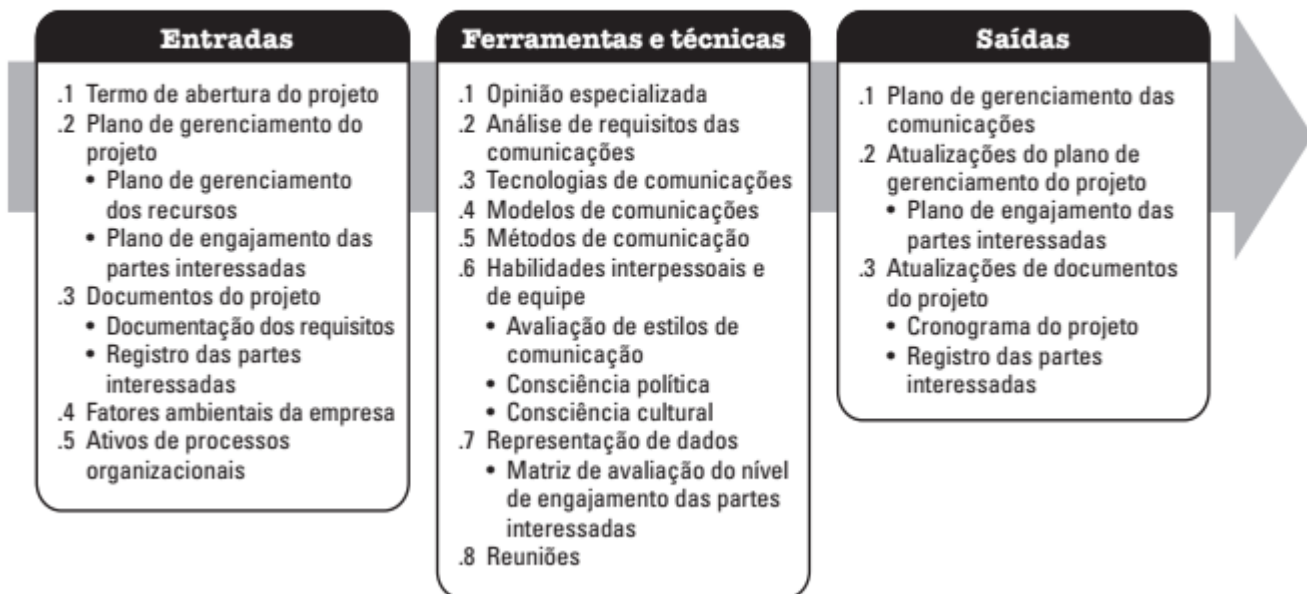 Entradas
.1 Termo de abertura do projeto
.2 Plano de gerenciamento do
projeto
• Plano de gerenciamento
dos recursos
• Plano de engajamento das
partes interessadas
.3 Documentos do projeto
• Documentação dos requisitos
• Registro das partes
interessadas
.4 Fatores ambientais da empresa
.5 Ativos de processos
organizacionais
Ferramentas e técnicas
.1 Opinião especializada
.2 Análise de requisitos das
comunicações
.3 Tecnologias de comunicações
.4 Modelos de comunicações
.5 Métodos de comunicação
.6 Habilidades interpessoais e
de equipe
• Avaliação de estilos de
comunicação
• Consciência política
• Consciência cultural
.7 Representação de dados
• Matriz de avaliação do nível
de engajamento das partes
interessadas
.8 Reuniões
Saídas
.1 Plano de gerenciamento das
comunicações
.2 Atualizações do plano de
gerenciamento do projeto
• Plano de engajamento das
partes interessadas
.3 Atualizações de documentos
do projeto
• Cronograma do projeto
• Registro das partes
interessadas